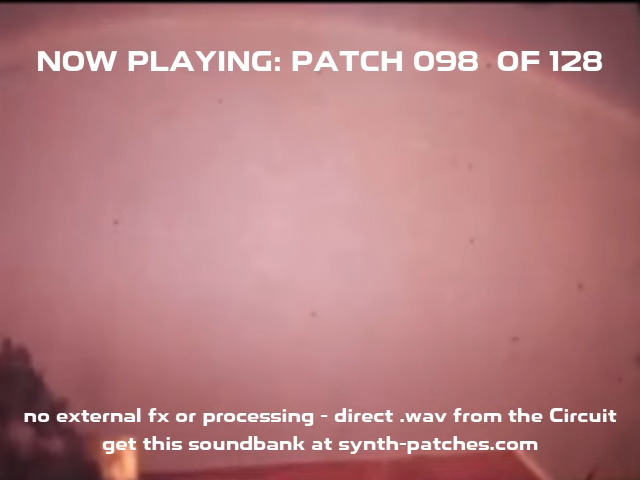 NOW PLAYING: PATCH 098 OF 128
no external fx or processing - direct .wav from the Circuit
get this soundbank at synth-patches.com